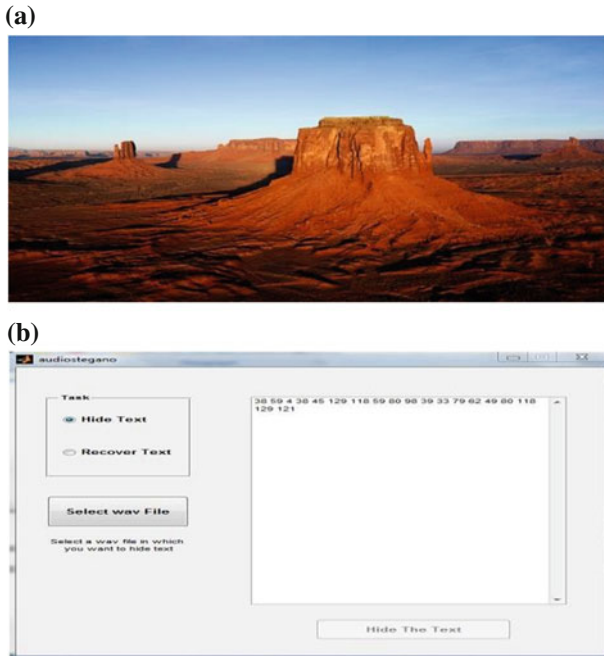 (a)
(b)
audiostegano
Task
Hide Text
Recover Text
Select wav File
Select a wav file in which
you want to hide text
38 59 4 38 45 129 118 59 80 98 39 33 79 62 49 80 118
129 121
Hide The Text